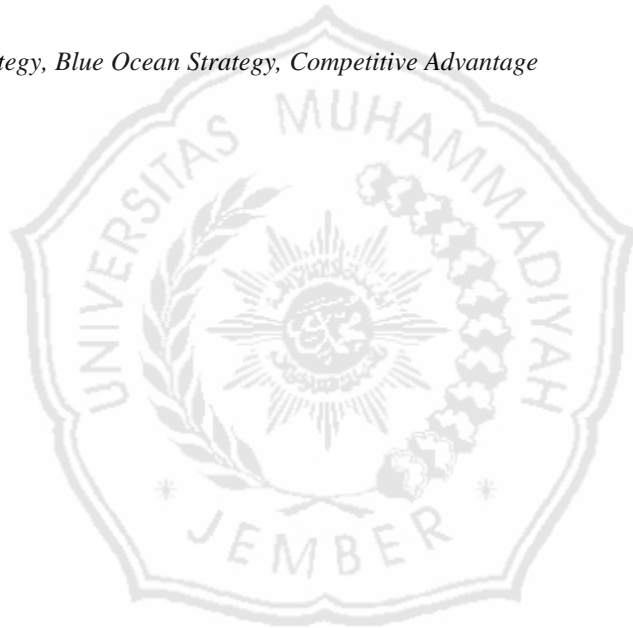 tegy, Blue Ocean Strategy, Competitive Advantage
UNIVERSITAS MUHAMMADIYAH
JEMBER